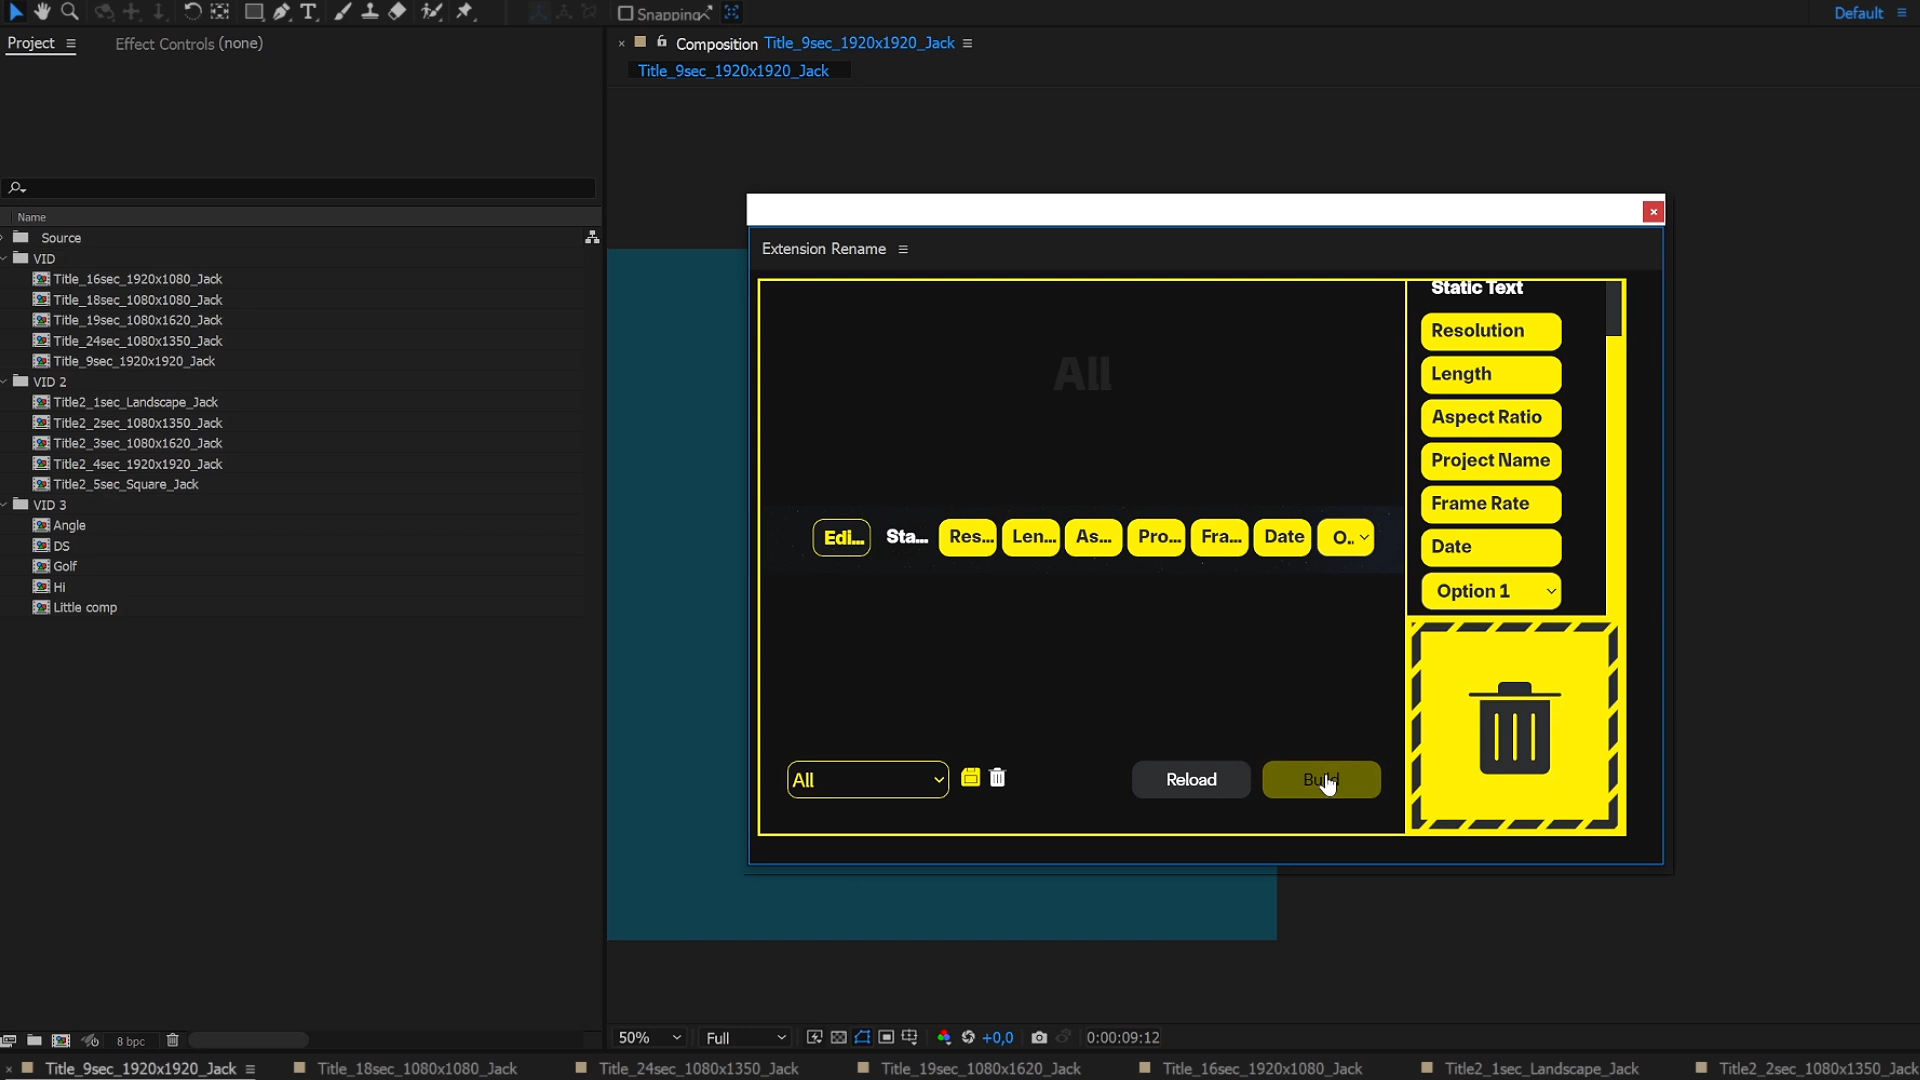 Snapping
Default
Project
Effect Controls (none)
Composition Title_9sec_1920x1920_Jack
Title_9sec_1920x1920_Jack
Name
Source
VID
Title_16sec_1920x1080_Jack
Title_18sec_1080x1080_Jack
Title_19sec_1080x1620_Jack
Title_24sec_1080x1350_Jack
Title_9sec_1920x1920_Jack
VID 2
Title2_1sec_Landscape_Jack
Title2_2sec_1080x1350_Jack
Title2_3sec_1080x1620_Jack
Title2_4sec_1920x1920_Jack
Title2_5sec_Square_Jack
VID 3
Angle
DS
Golf
Hi
Little comp
Extension Rename
All
Edi... Sta... Res... Len... As... Pro... Fra... Date O..
All
Reload
Build
Static Text
Resolution
Length
Aspect Ratio
Project Name
Frame Rate
Date
Option 1
8 bpc
50% Full +0,0 0:00:09:12
Title_9sec_1920x1920_Jack Title_18sec_1080x1080_Jack Title_24sec_1080x1350_Jack Title_19sec_1080x1620_Jack Title_16sec_1920x1080_Jack Title2_1sec_Landscape_Jack Title2_2sec_1080x1350_Jack